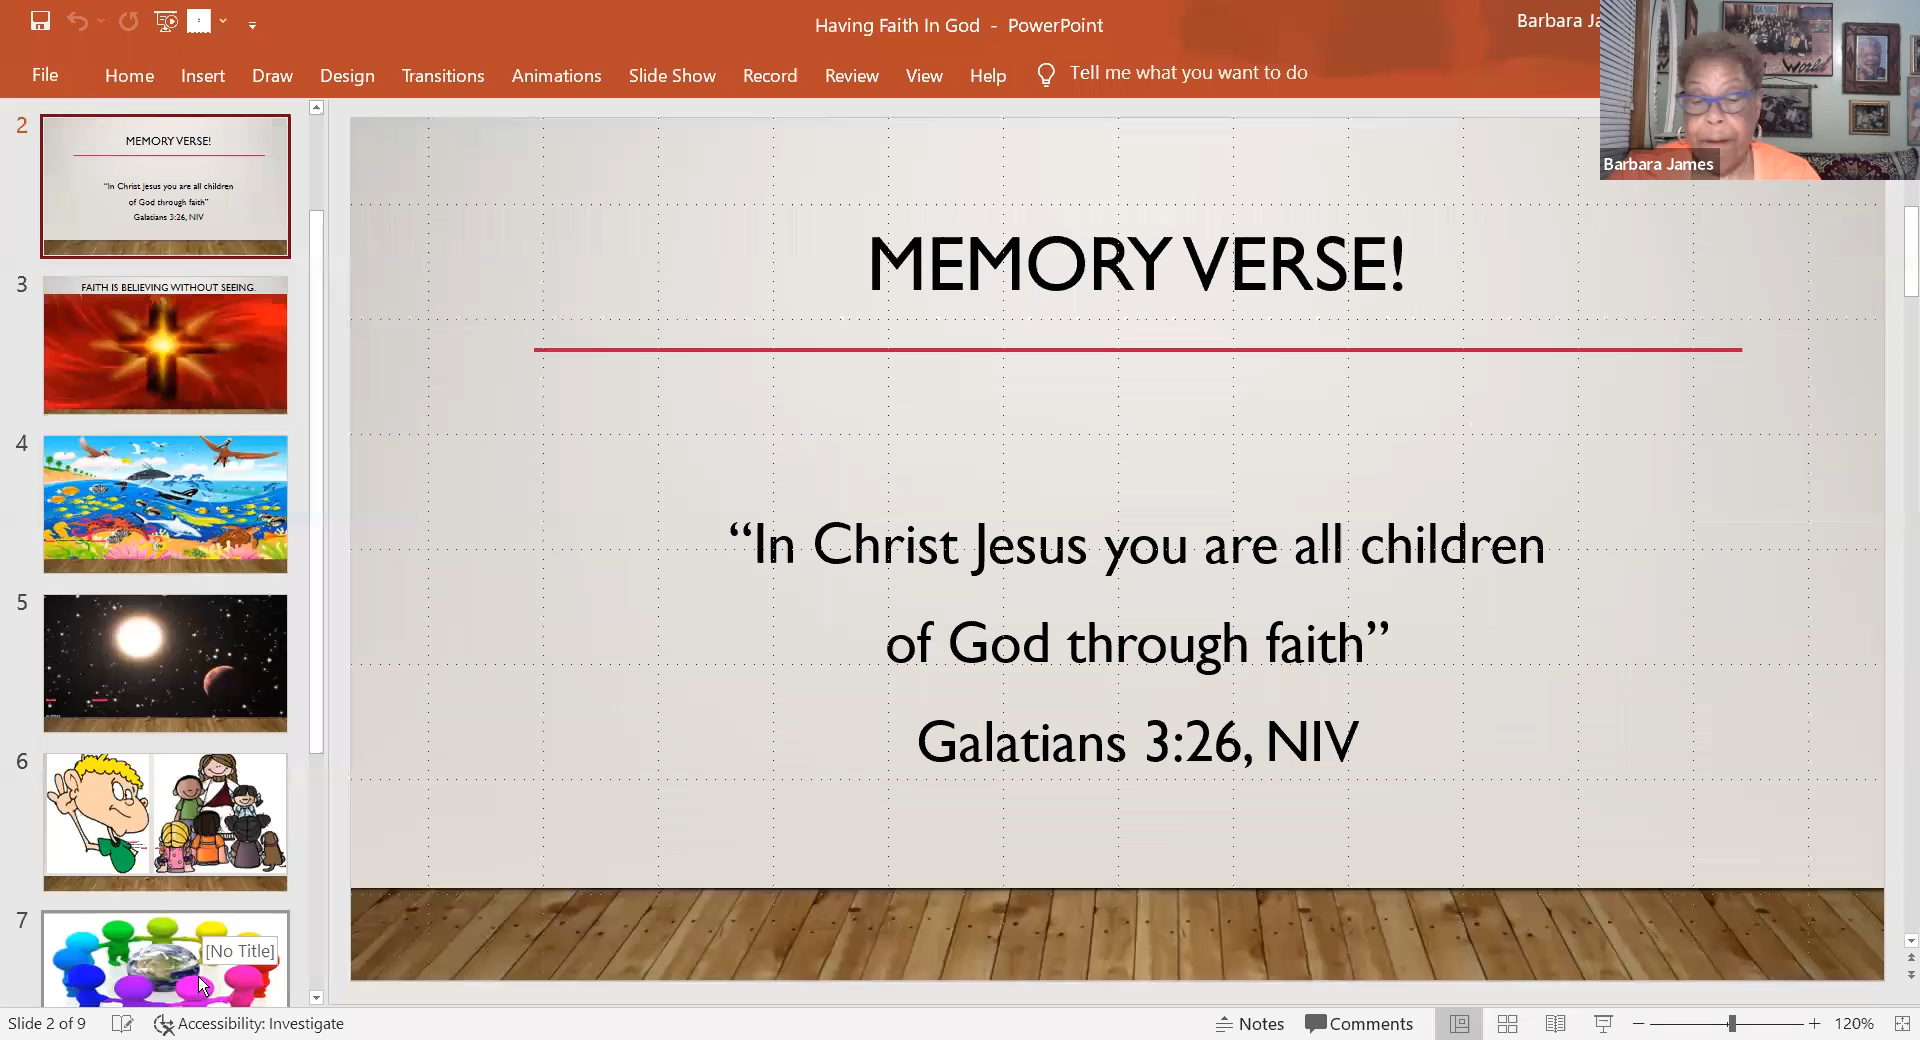 Having Faith In God - PowerPoint
Barbara Ja
File Home Insert Draw Design Transitions Animations Slide Show Record Review View Help Tell me what you want to do
World
Barbara James
2
MEMORY VERSE!
“In Christ Jesus you are all children
of God through faith”
Galatians 3:26, NIV
3
FAITH IS BELIEVING WITHOUT SEEING.
4
5
6
7
[No Title]
MEMORY VERSE!
“In Christ Jesus you are all children
of God through faith”
Galatians 3:26, NIV
Slide 2 of 9 Accessibility: Investigate Notes Comments 120%